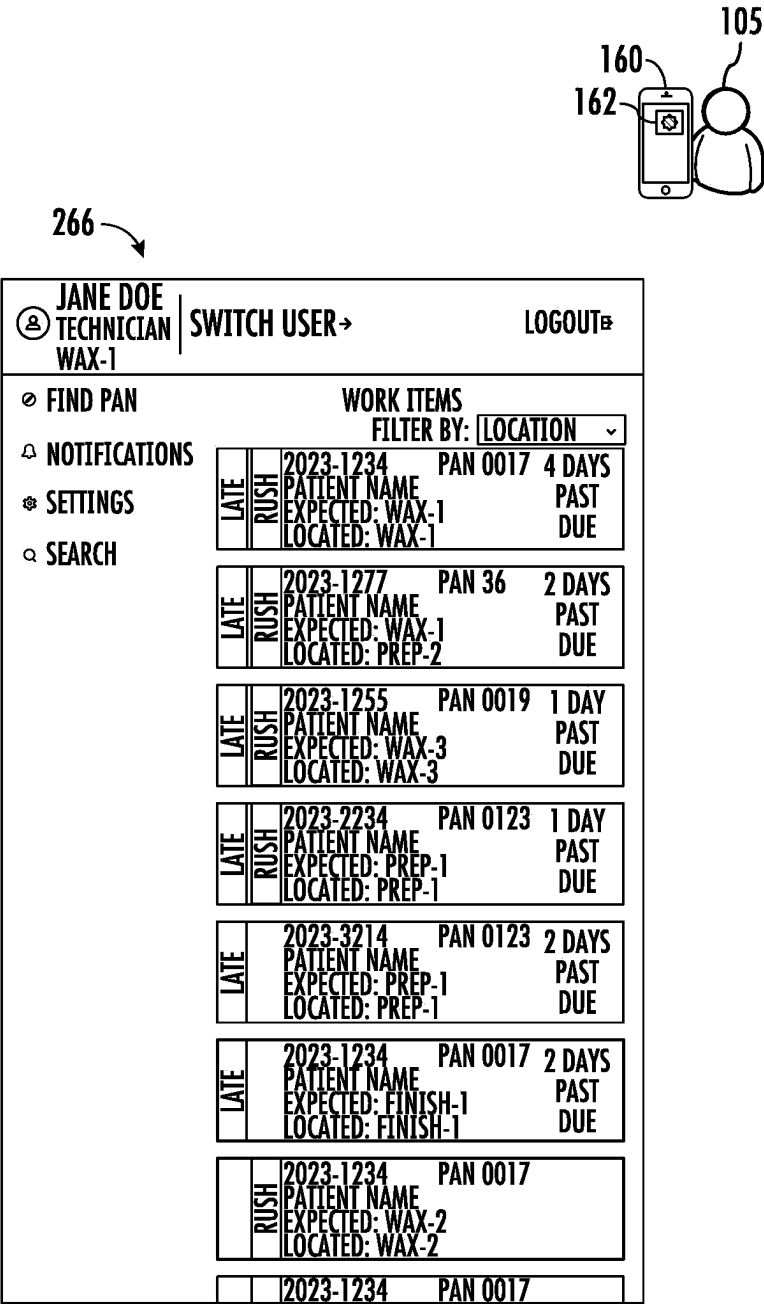 105
160
162
266
JANE DOE
TECHNICIAN
WAX-1
SWITCH USER→
LOGOUT
FIND PAN
NOTIFICATIONS
SETTINGS
SEARCH
WORK ITEMS
FILTER BY: LOCATION
LATE
RUSH
2023-1234 PAN 0017
PATIENT NAME
EXPECTED: WAX-1
LOCATED: WAX-1
4 DAYS
PAST
DUE
LATE
RUSH
2023-1277 PAN 36
PATIENT NAME
EXPECTED: WAX-1
LOCATED: PREP-2
2 DAYS
PAST
DUE
LATE
RUSH
2023-1255 PAN 0019
PATIENT NAME
EXPECTED: WAX-3
LOCATED: WAX-3
1 DAY
PAST
DUE
LATE
RUSH
2023-2234 PAN 0123
PATIENT NAME
EXPECTED: PREP-1
LOCATED: PREP-1
1 DAY
PAST
DUE
LATE
2023-3214 PAN 0123
PATIENT NAME
EXPECTED: PREP-1
LOCATED: PREP-1
2 DAYS
PAST
DUE
LATE
2023-1234 PAN 0017
PATIENT NAME
EXPECTED: FINISH-1
LOCATED: FINISH-1
2 DAYS
PAST
DUE
RUSH
2023-1234 PAN 0017
PATIENT NAME
EXPECTED: WAX-2
LOCATED: WAX-2
2023-1234 PAN 0017